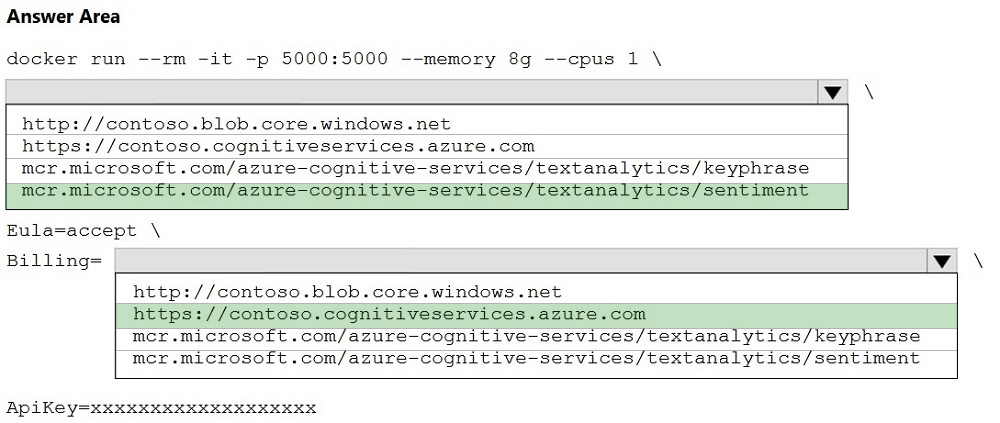 Answer Area
docker run --rm -it -p 5000:5000 --memory 8g --cpus 1 \
\
http://contoso.blob.core.windows.net
https://contoso.cognitiveservices.azure.com
mcr.microsoft.com/azure-cognitive-services/textanalytics/keyphrase
mcr.microsoft.com/azure-cognitive-services/textanalytics/sentiment
Eula=accept \
Billing= \
http://contoso.blob.core.windows.net
https://contoso.cognitiveservices.azure.com
mcr.microsoft.com/azure-cognitive-services/textanalytics/keyphrase
mcr.microsoft.com/azure-cognitive-services/textanalytics/sentiment
ApiKey=xxxxxxxxxxxxxxxxxxx